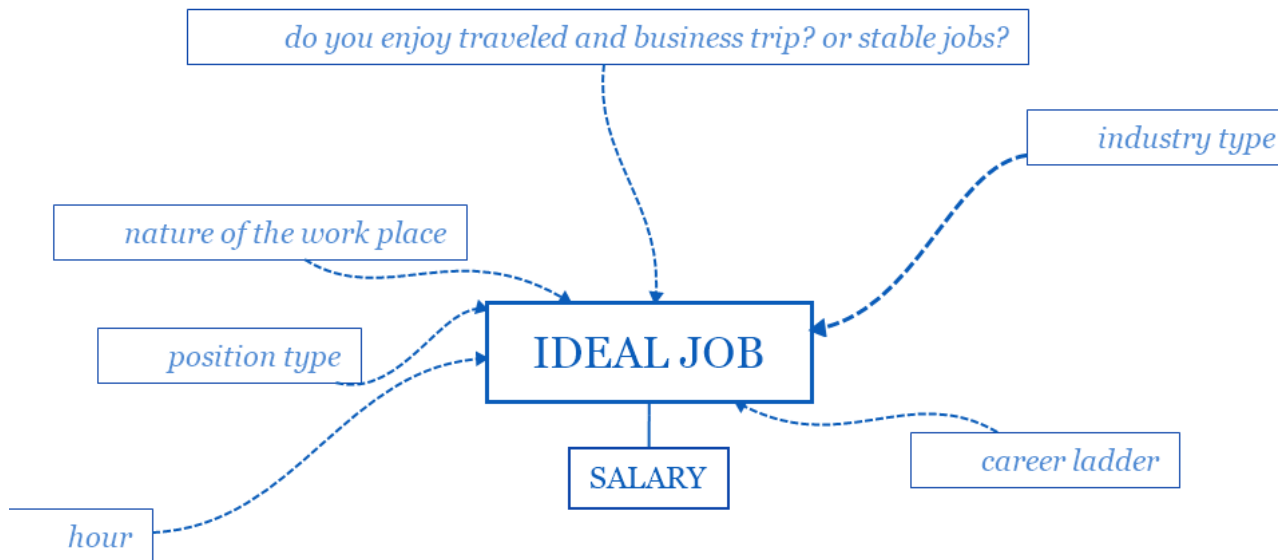 do you enjoy traveled and business trip? or stable jobs?
industry type
nature of the work place
IDEAL JOB
position type
career ladder
SALARY
hour